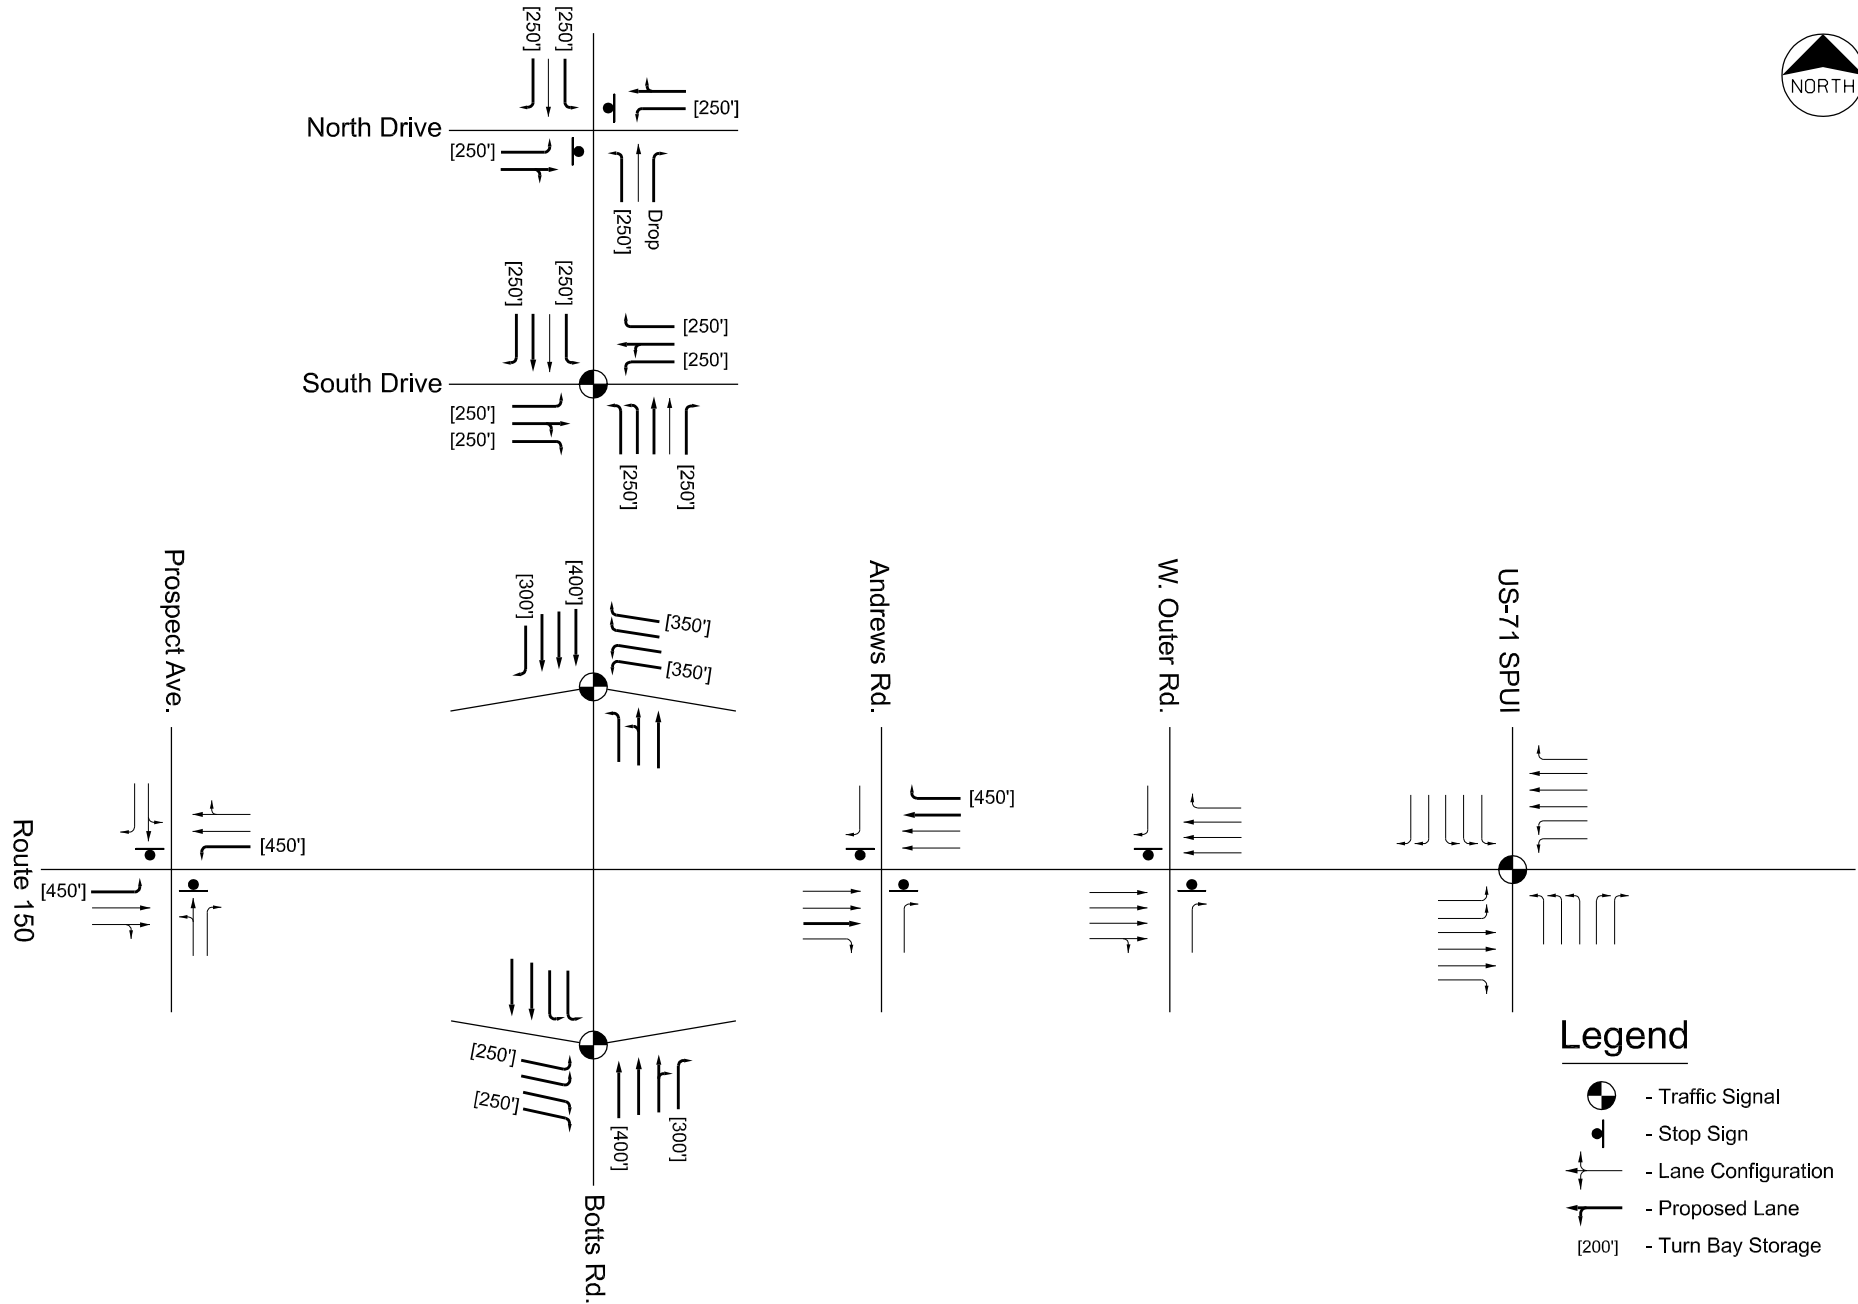 [250']
[250']
NORTH
[250']
North Drive
[250']
[250']
Drop
[250']
[250']
[250']
[250']
South Drive
[250']
[250']
[250']
[250']
Prospect Ave.
[300']
[400']
[350']
[350']
Andrews Rd.
W. Outer Rd.
US-71 SPUI
[450']
[450']
Route 150
[450']
[250']
[250']
[400']
[300']
Botts Rd.
Legend
- Traffic Signal
- Stop Sign
- Lane Configuration
- Proposed Lane
[200'] - Turn Bay Storage